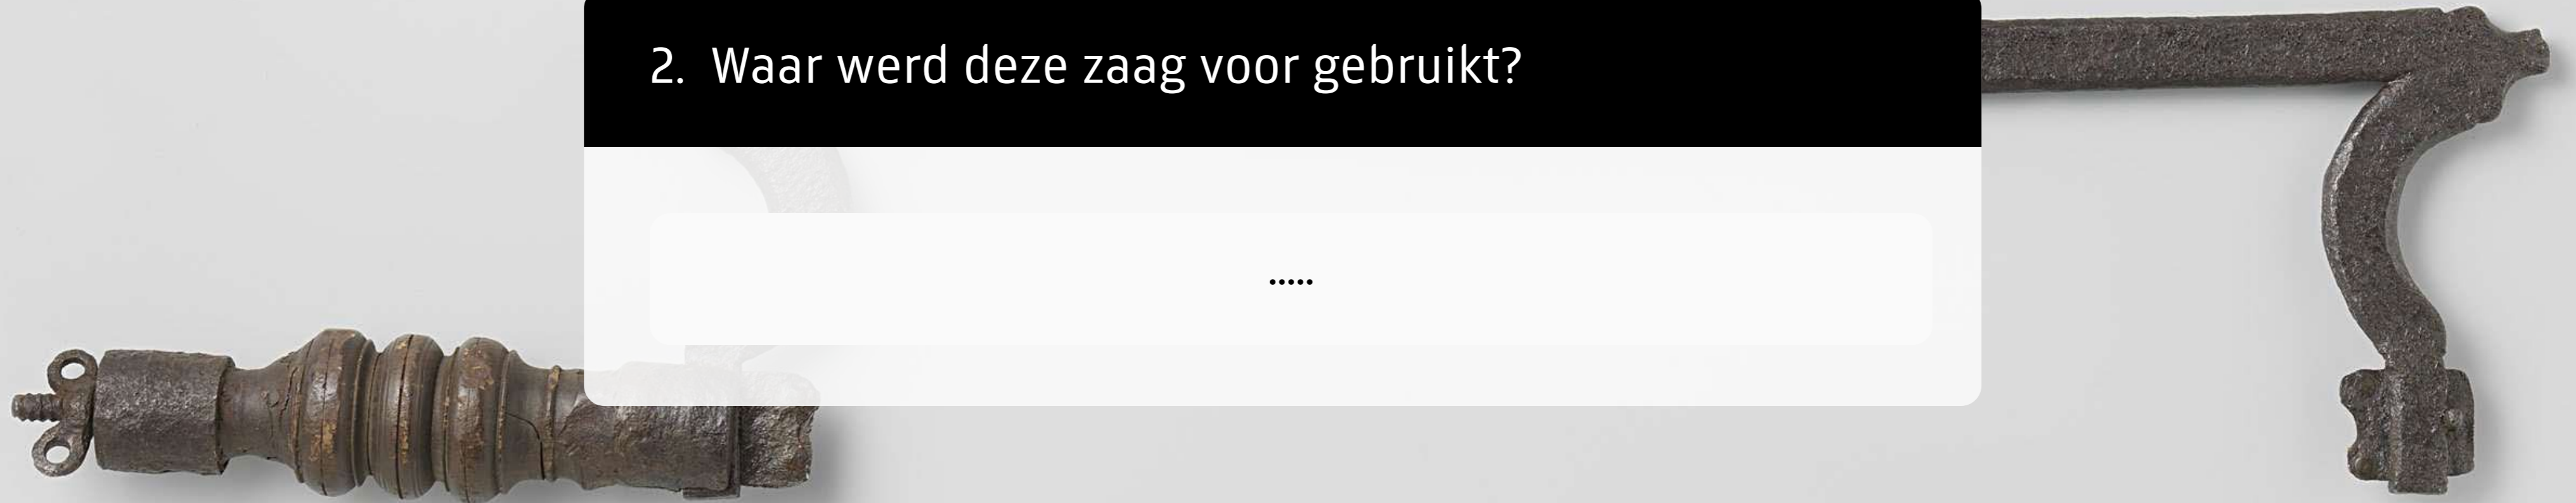 2. Waar werd deze zaag voor gebruikt?
.....